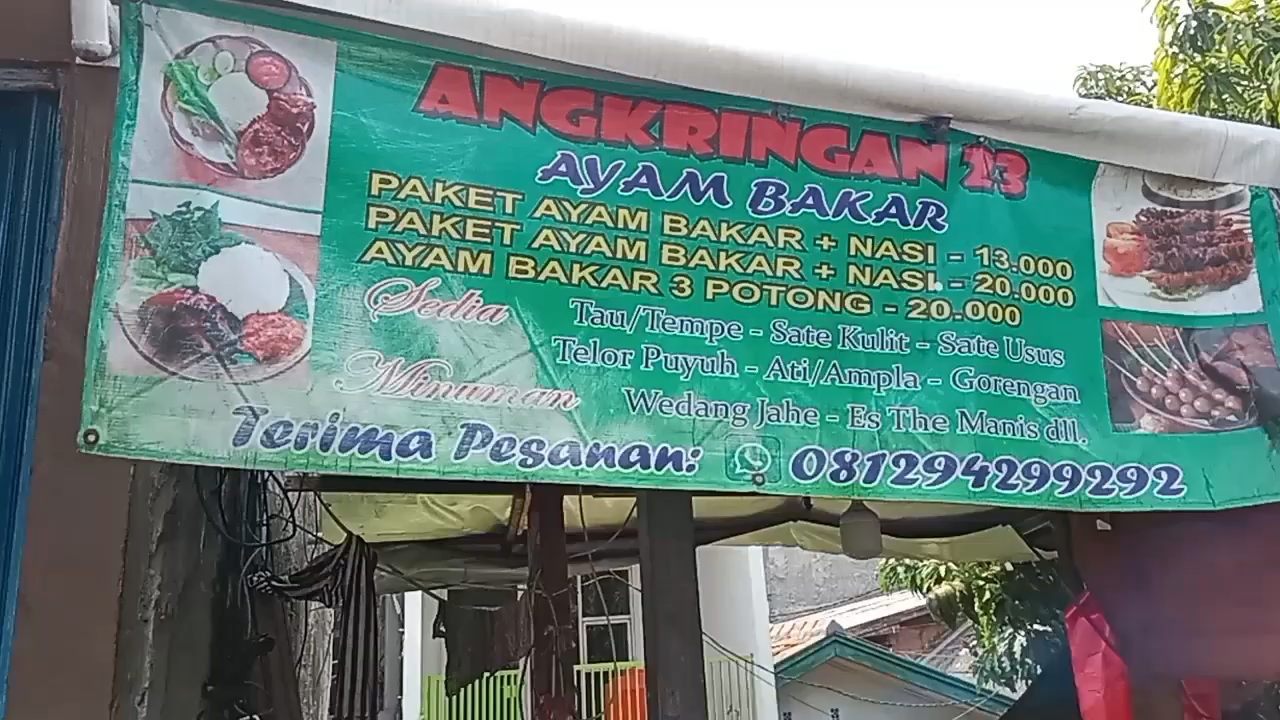 ANGKRINGAN 23
AYAM BAKAR
PAKET AYAM BAKAR + NASI - 13.000
PAKET AYAM BAKAR + NASI - 20.000
AYAM BAKAR 3 POTONG - 20.000
Sedia Tau/Tempe - Sate Kulit - Sate Usus
Telor Puyuh - Ati/Ampla - Gorengan
Minuman Wedang Jahe - Es The Manis dll.
Terima Pesanan: 081294299292